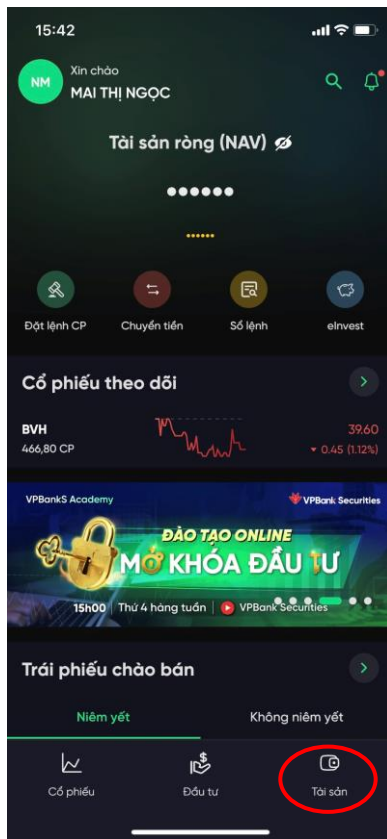 15:42
NM
Xin chào
MAI THỊ NGỌC
Tài sản ròng (NAV)
Đặt lệnh CP
Chuyển tiền
Sổ lệnh
eInvest
Cổ phiếu theo dõi
BVH
39.60
466,80 CP
0.45 (1.12%)
VPBankS Academy
VPBank Securities
ĐÀO TẠO ONLINE
MỞ KHÓA ĐẦU TƯ
15h00 | Thứ 4 hàng tuần | VPBank Securities
Trái phiếu chào bán
Niêm yết
Không niêm yết
Cổ phiếu
Đầu tư
Tài sản